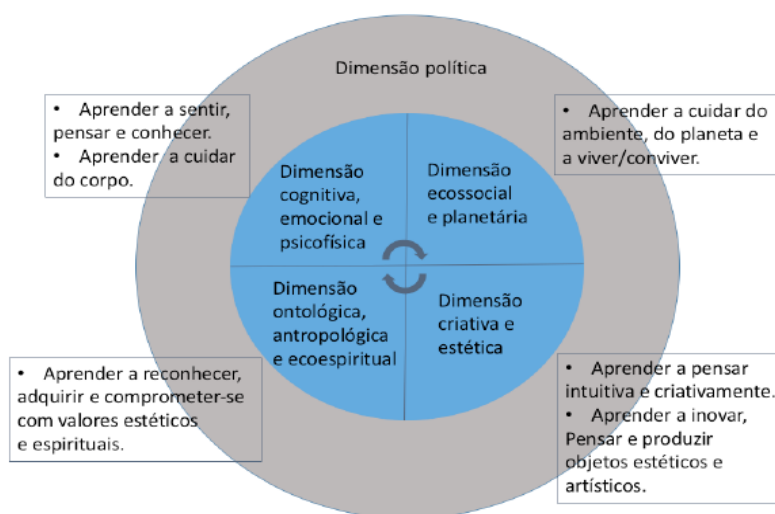 Dimensão política
• Aprender a sentir,
pensar e conhecer.
• Aprender a cuidar
do corpo.
• Aprender a cuidar do
ambiente, do planeta e
a viver/conviver.
Dimensão
cognitiva,
emocional e
psicofísica
Dimensão
ecossocial
e planetária
Dimensão
ontológica,
antropológica
e ecoespiritual
Dimensão
criativa e
estética
• Aprender a reconhecer,
adquirir e comprometer-se
com valores estéticos
e espirituais.
• Aprender a pensar
intuitiva e criativamente.
• Aprender a inovar,
Pensar e produzir
objetos estéticos e
artísticos.